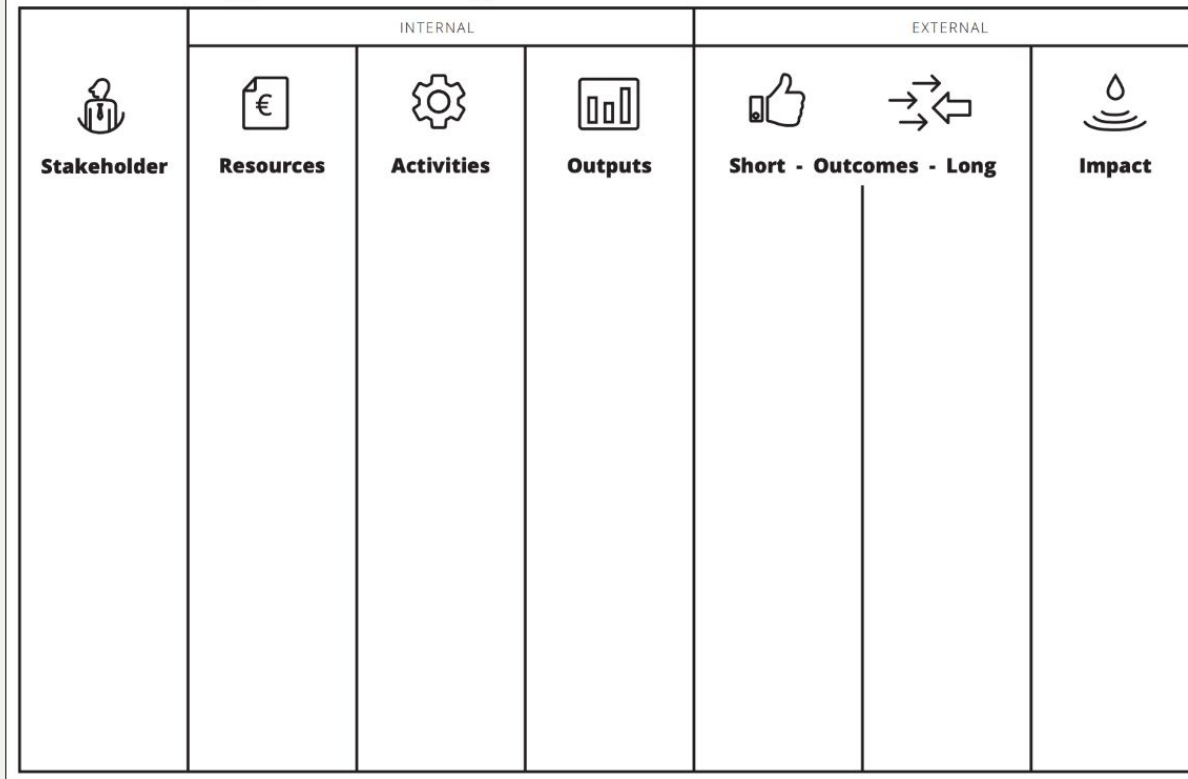 INTERNAL EXTERNAL
€
Stakeholder Resources Activities Outputs Short - Outcomes - Long Impact